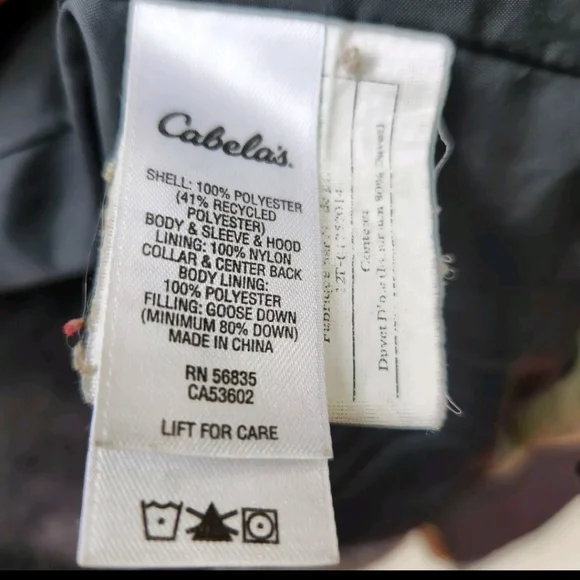 Cabela's.
SHELL: 100% POLYESTER
(41% RECYCLED
POLYESTER)
BODY & SLEEVE & HOOD
LINING: 100% NYLON
COLLAR & CENTER BACK
BODY LINING:
100% POLYESTER
FILLING: GOOSE DOWN
(MINIMUM 80% DOWN)
MADE IN CHINA
RN 56835
CA53602
LIFT FOR CARE
Contenu